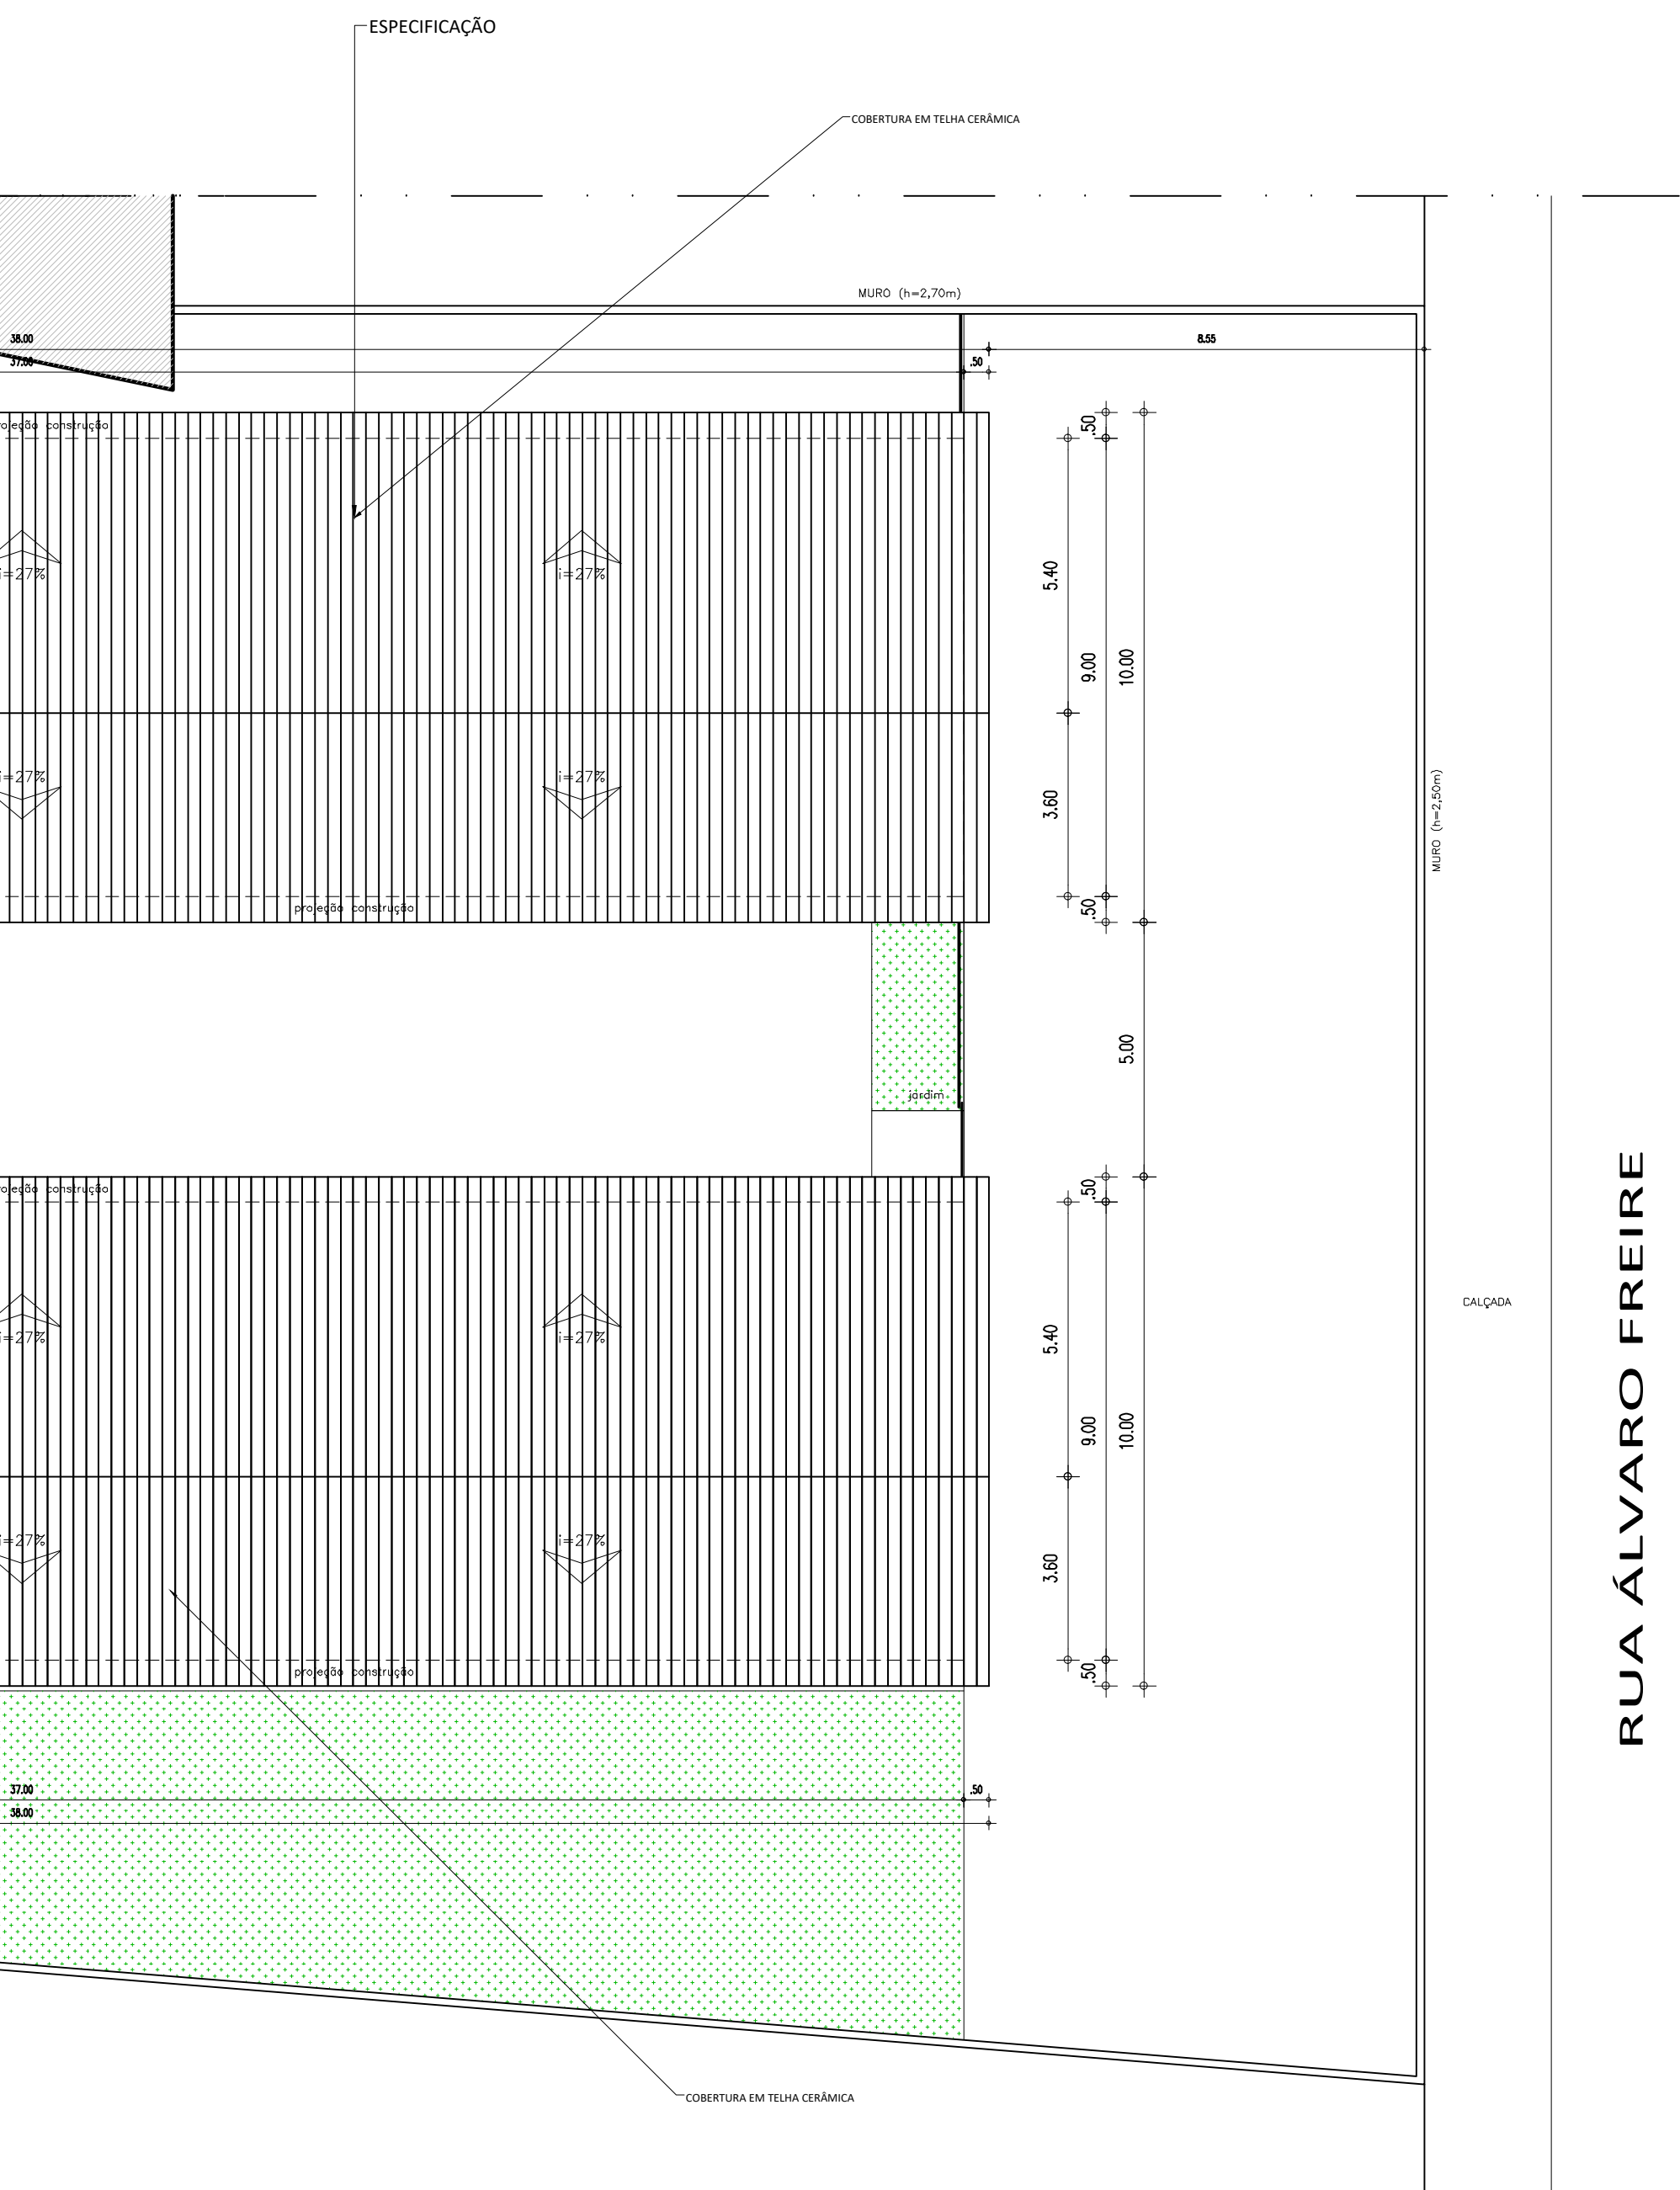 ESPECIFICAÇÃO
COBERTURA EM TELHA CERÂMICA
MURO (h=2,70m)
38.00
8.55
37.00
.50
projeção construção
.50
i=27%
i=27%
5.40
9.00
10.00
i=27%
i=27%
3.60
MURO (h=2,50m)
projeção construção
.50
5.00
jardim
projeção construção
.50
CALÇADA
RUA ÁLVARO FREIRE
i=27%
i=27%
5.40
9.00
10.00
i=27%
i=27%
3.60
projeção construção
.50
37.00
.50
38.00
COBERTURA EM TELHA CERÂMICA